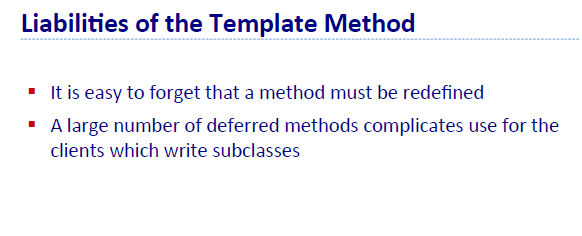 Liabilities of the Template Method
▪ It is easy to forget that a method must be redefined
▪ A large number of deferred methods complicates use for the
clients which write subclasses